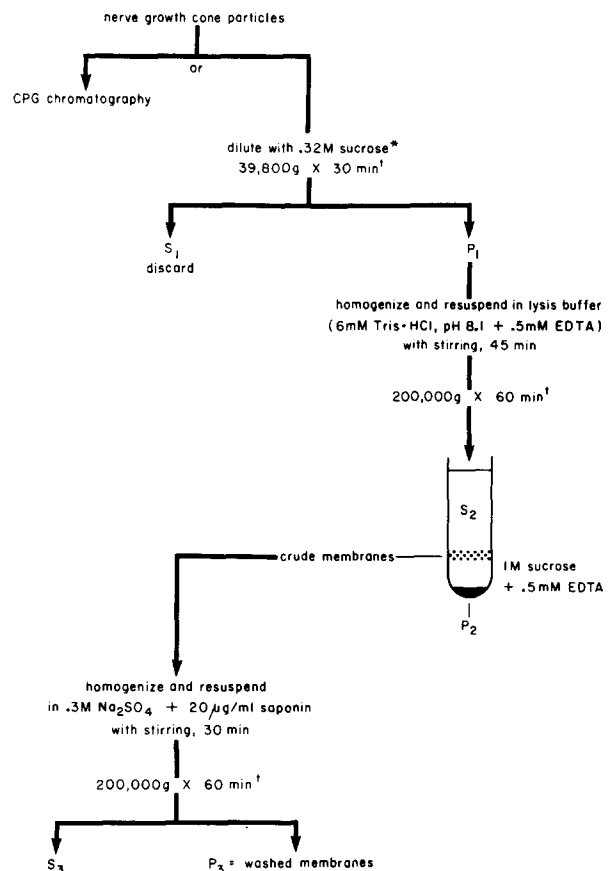 nerve growth cone particles
or
CPG chromatography
dilute with .32M sucrose*
39,800g X 30 min†
S₁
discard
P₁
homogenize and resuspend in lysis buffer
(6mM Tris·HCl, pH 8.1 + .5mM EDTA)
with stirring, 45 min
200,000g X 60 min†
S₂
crude membranes
1M sucrose
+ .5mM EDTA
P₂
homogenize and resuspend
in .3M Na₂SO₄ + 20µg/ml saponin
with stirring, 30 min
200,000g X 60 min†
S₃
P₃ = washed membranes